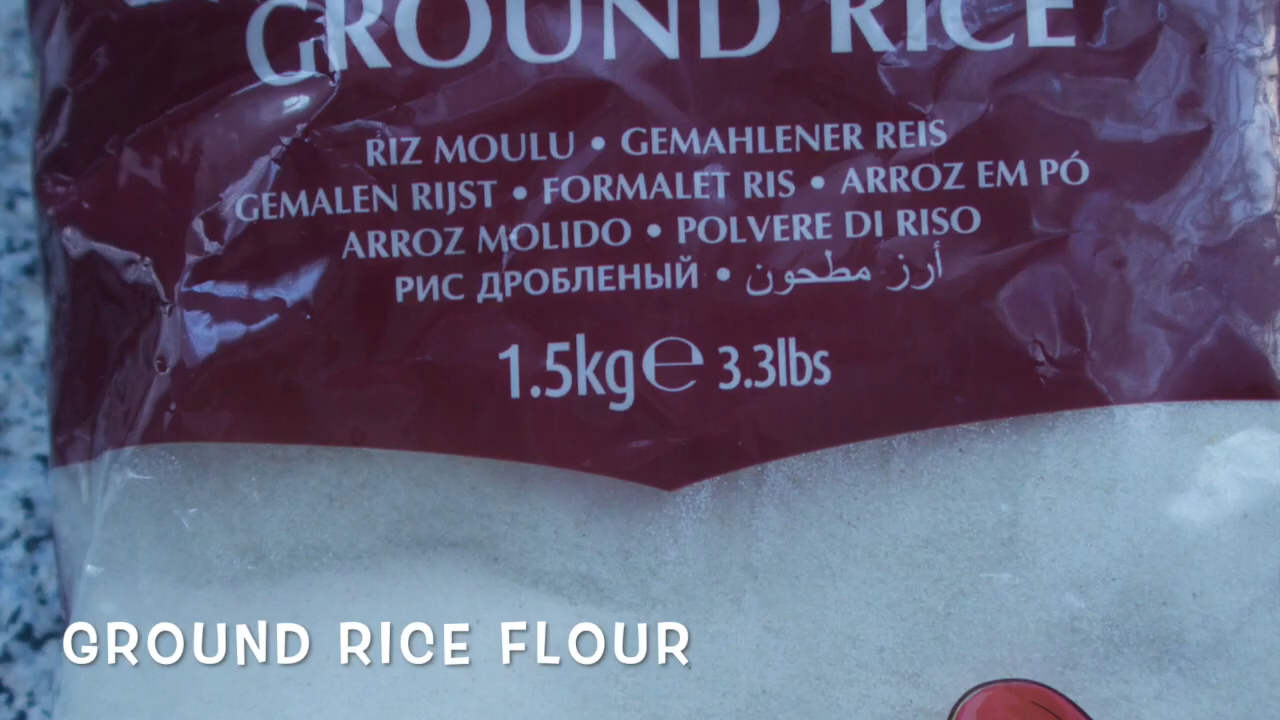 GROUND RICE
RIZ MOULU • GEMAHLENER REIS
GEMALEN RIJST • FORMALET RIS • ARROZ EM PÓ
ARROZ MOLIDO • POLVERE DI RISO
РИС ДРОБЛЕНЫЙ • أرز مطحون
1.5kg℮ 3.3lbs
GROUND RICE FLOUR